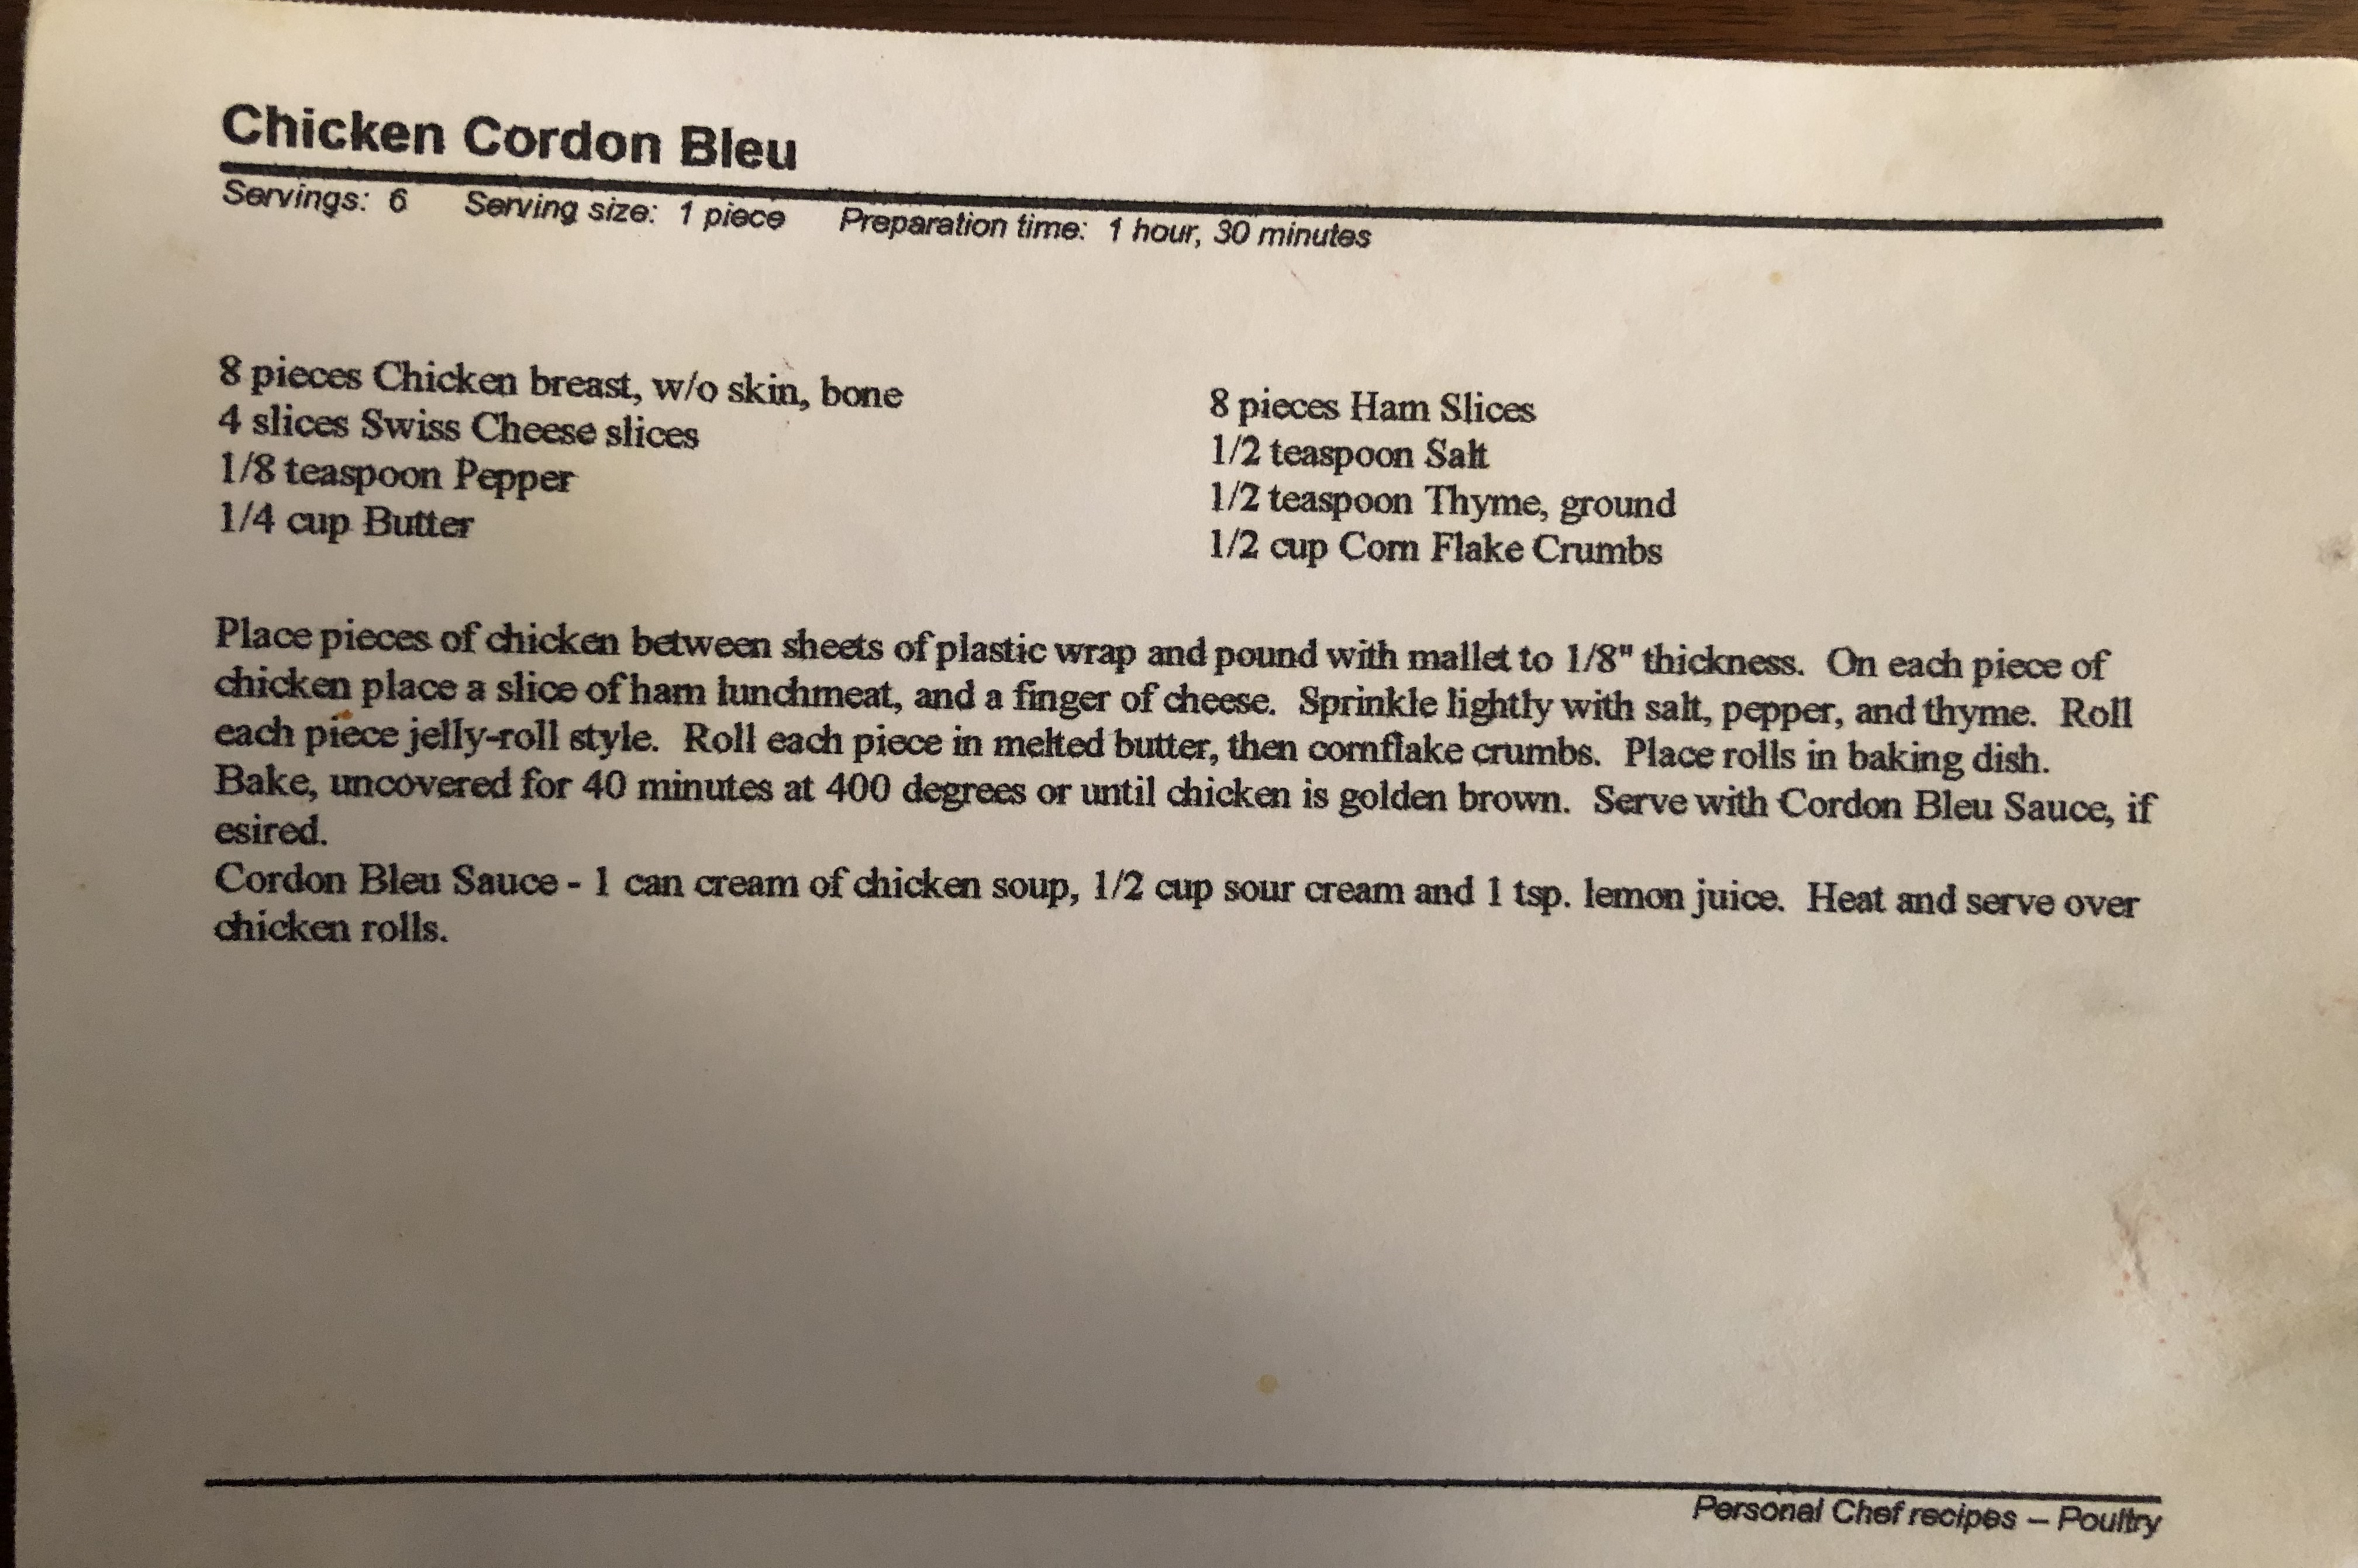 Chicken Cordon Bleu
Servings: 6 Serving size: 1 piece Preparation time: 1 hour, 30 minutes
8 pieces Chicken breast, w/o skin, bone
4 slices Swiss Cheese slices
1/8 teaspoon Pepper
1/4 cup Butter
8 pieces Ham Slices
1/2 teaspoon Salt
1/2 teaspoon Thyme, ground
1/2 cup Corn Flake Crumbs
Place pieces of chicken between sheets of plastic wrap and pound with mallet to 1/8" thickness. On each piece of
chicken place a slice of ham lunchmeat, and a finger of cheese. Sprinkle lightly with salt, pepper, and thyme. Roll
each piece jelly-roll style. Roll each piece in melted butter, then cornflake crumbs. Place rolls in baking dish.
Bake, uncovered for 40 minutes at 400 degrees or until chicken is golden brown. Serve with Cordon Bleu Sauce, if
esired.
Cordon Bleu Sauce - 1 can cream of chicken soup, 1/2 cup sour cream and 1 tsp. lemon juice. Heat and serve over
chicken rolls.
Personal Chef recipes – Poultry